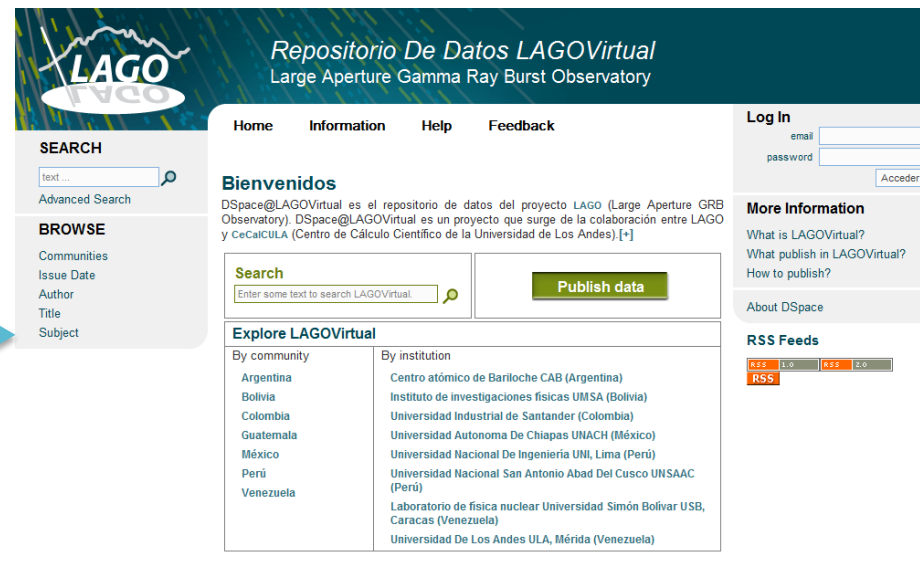 LAGO
Repositorio De Datos LAGOVirtual
Large Aperture Gamma Ray Burst Observatory
Home Information Help Feedback
SEARCH
text ...
Advanced Search
BROWSE
Communities
Issue Date
Author
Title
Subject
Bienvenidos
DSpace@LAGOVirtual es el repositorio de datos del proyecto LAGO (Large Aperture GRB
Observatory). DSpace@LAGOVirtual es un proyecto que surge de la colaboración entre LAGO
y CeCalCULA (Centro de Cálculo Científico de la Universidad de Los Andes).[+]
Search
Enter some text to search LAGOVirtual.
Publish data
Explore LAGOVirtual
By community
Argentina
Bolivia
Colombia
Guatemala
México
Perú
Venezuela
By institution
Centro atómico de Bariloche CAB (Argentina)
Instituto de investigaciones físicas UMSA (Bolivia)
Universidad Industrial de Santander (Colombia)
Universidad Autonoma De Chiapas UNACH (México)
Universidad Nacional De Ingeniería UNI, Lima (Perú)
Universidad Nacional San Antonio Abad Del Cusco UNSAAC
(Perú)
Laboratorio de física nuclear Universidad Simón Bolívar USB,
Caracas (Venezuela)
Universidad De Los Andes ULA, Mérida (Venezuela)
Log In
email
password
Acceder
More Information
What is LAGOVirtual?
What publish in LAGOVirtual?
How to publish?
About DSpace
RSS Feeds
RSS 1.0 RSS 2.0
RSS